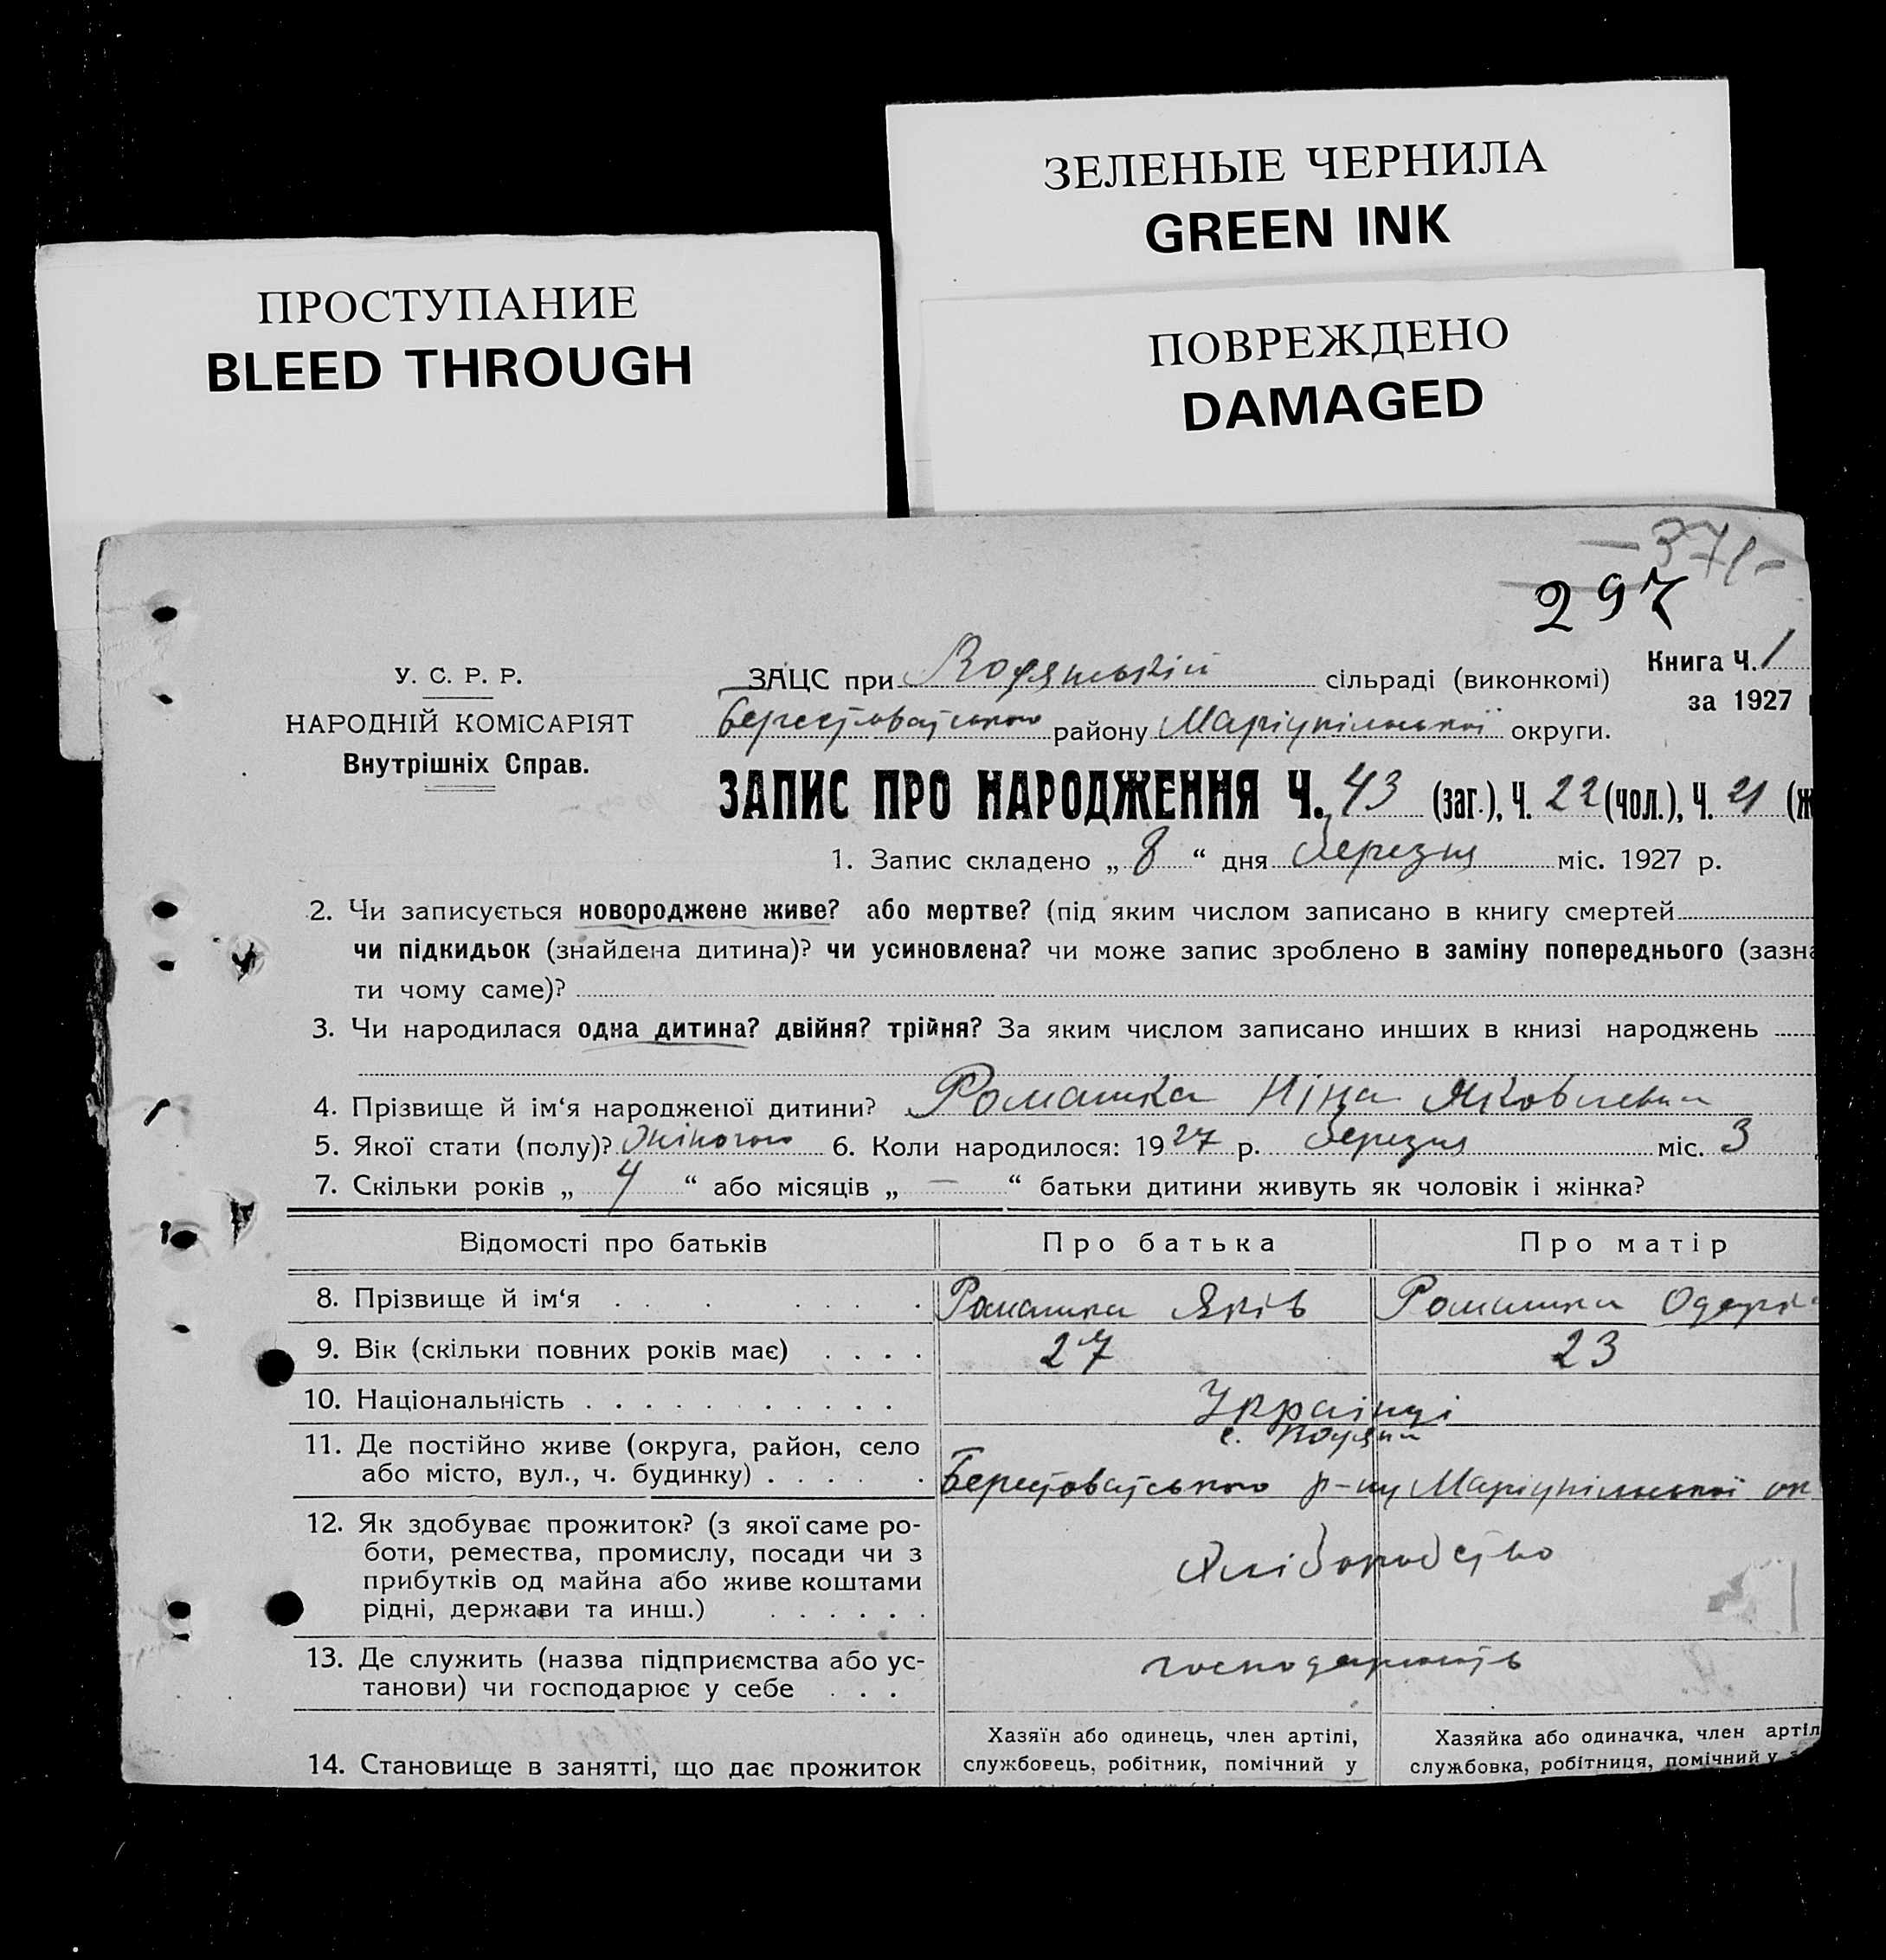 ЗЕЛЕНЫЕ ЧЕРНИЛА
GREEN INK
ПРОСТУПАНИЕ
BLEED THROUGH
ПОВРЕЖДЕНО
DAMAGED
—371-
297
У. С. Р. Р.
НАРОДНІЙ КОМІСАРІЯТ
Внутрішніх Справ.
ЗАЦС при Водянській сільраді (виконкомі)
Книга Ч. 1
за 1927
Берестоватського району Маріупільської округи.
ЗАПИС ПРО НАРОДЖЕННЯ Ч. 43 (заг.), Ч. 22 (чол.), Ч. 21 (ж
1. Запис складено „ 8 “ дня Березня міс. 1927 р.
2. Чи записується новороджене живе? або мертве? (під яким числом записано в книгу смертей
чи підкидьок (знайдена дитина)? чи усиновлена? чи може запис зроблено в заміну попереднього (зазна
ти чому саме)?
3. Чи народилася одна дитина? двійня? трійня? За яким числом записано инших в книзі народжень
4. Прізвище й ім‘я народженої дитини? Ромашка Ніна Яковлевна
5. Якої стати (полу)? Жіночого 6. Коли народилося: 1927 р. Березня міс. 3
7. Скільки років „ 4 “ або місяців „ — “ батьки дитини живуть як чоловік і жінка?
Відомості про батьків Про батька Про матір
8. Прізвище й ім‘я . . . . . . . Ромашка Яків Ромашка Одарк
9. Вік (скільки повних років має) . . . . 27 23
10. Національність . . . . . . . . . . . Українці
11. Де постійно живе (округа, район, село
або місто, вул., ч. будинку) . . . . . .
с.
Берестоватського р-ну Маріупільської ок
12. Як здобуває прожиток? (з якої саме ро-
боти, ремества, промислу, посади чи з
прибутків од майна або живе коштами
рідні, держави та инш.) . . . . . .
Хліборобство
13. Де служить (назва підприємства або ус-
танови) чи господарює у себе . . .
господарюють
14. Становище в занятті, що дає прожиток
Хазяїн або одинець, член артілі,
службовець, робітник, помічний у
Хазяйка або одиначка, член артіл
службовка, робітниця, помічний у